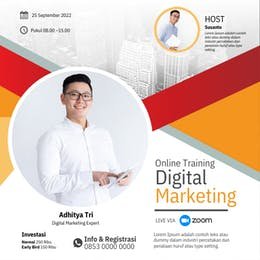 25 September 2022
Pukul 08.00 -15.00
HOST
Susanto
Lorem Ipsum adalah contoh
teks atau dummy dalam
industri percetakan dan
penataan huruf atau type
setting.
Online Training
Digital
Marketing
LIVE VIA zoom
Adhitya Tri
Digital Marketing Expert
Investasi
Normal 250 Ribu
Early Bird 150 Ribu
Info & Registrasi
0853 0000 0000
Lorem Ipsum adalah contoh
teks atau dummy dalam
industri percetakan dan
penataan huruf atau type
setting.